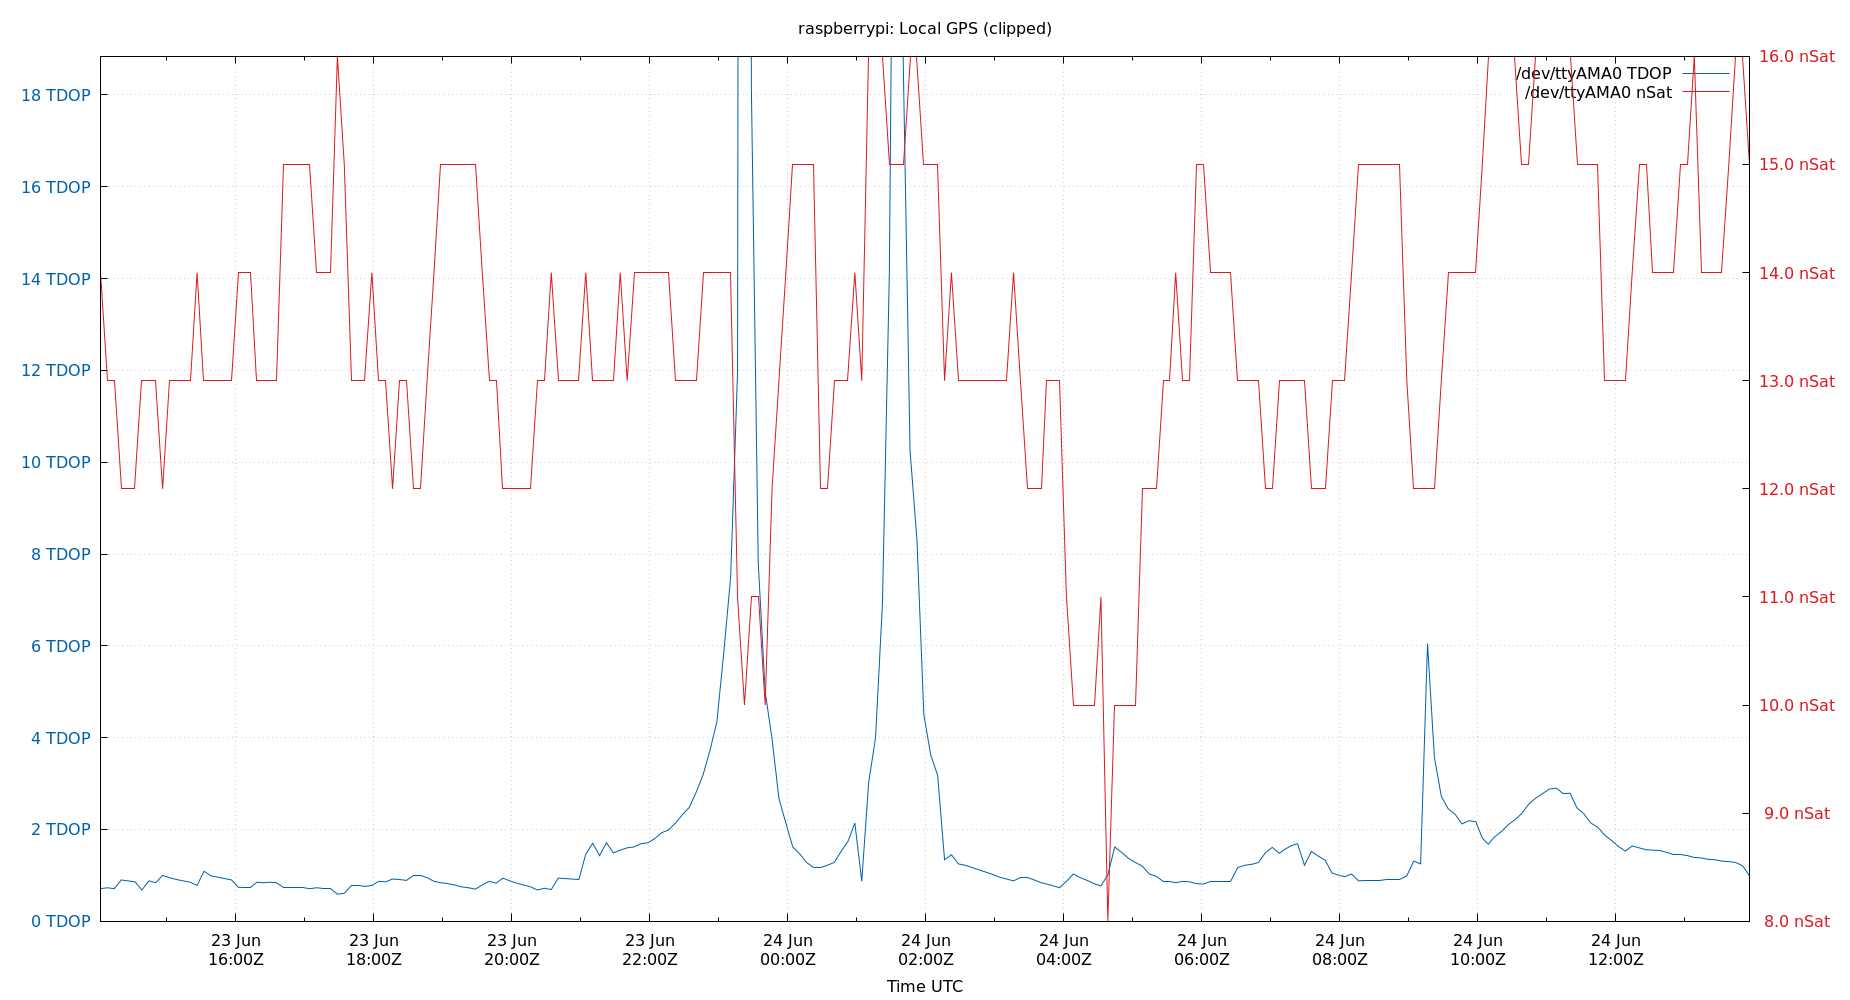 raspberrypi: Local GPS (clipped)
16.0 nSat
/dev/ttyAMA0 TDOP
/dev/ttyAMA0 nSat
18 TDOP
15.0 nSat
16 TDOP
14.0 nSat
14 TDOP
13.0 nSat
12 TDOP
12.0 nSat
10 TDOP
11.0 nSat
8 TDOP
10.0 nSat
6 TDOP
9.0 nSat
4 TDOP
2 TDOP
0 TDOP
8.0 nSat
23 Jun 23 Jun 23 Jun 23 Jun 24 Jun 24 Jun 24 Jun 24 Jun 24 Jun 24 Jun 24 Jun
16:00Z 18:00Z 20:00Z 22:00Z 00:00Z 02:00Z 04:00Z 06:00Z 08:00Z 10:00Z 12:00Z
Time UTC